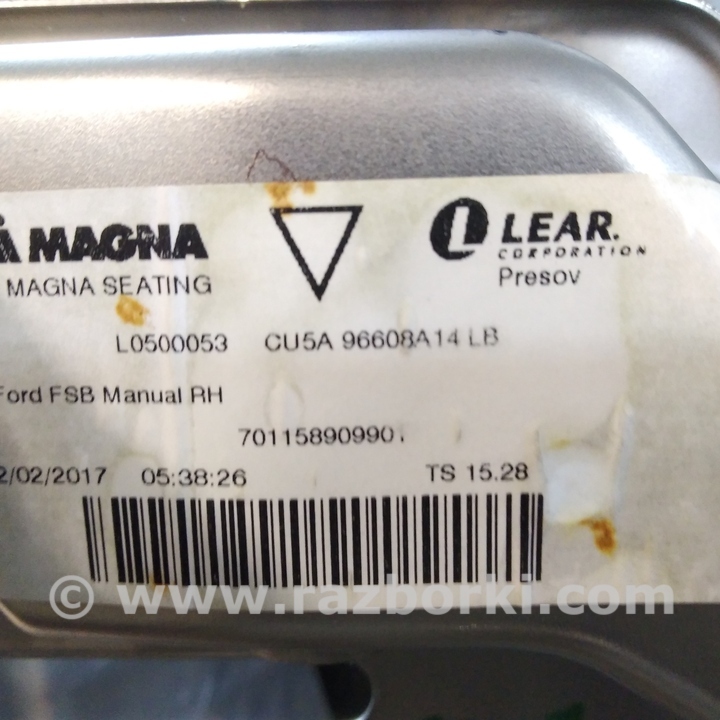 MAGNA
MAGNA SEATING
LEAR.
CORPORATION
Presov
L0500053 CU5A 96608A14 LB
Ford FSB Manual RH
70115890990
2/02/2017 05:38:26 TS 15.28
© www.razborki.com